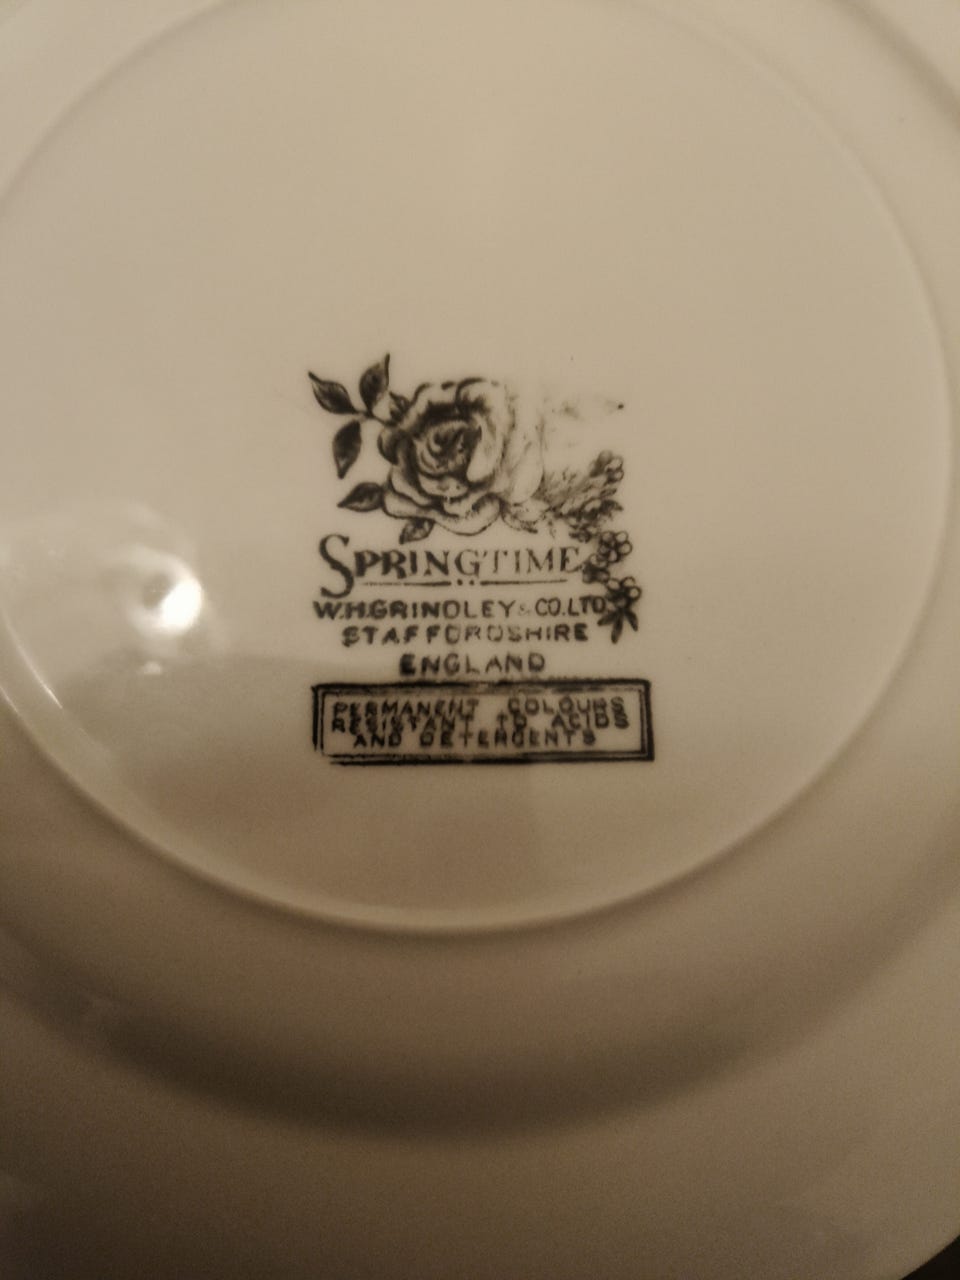 SPRINGTIME
W.H.GRINDLEY & CO.LTD
STAFFORDSHIRE
ENGLAND
PERMANENT COLOURS
RESISTANT TO ACIDS
AND DETERGENTS